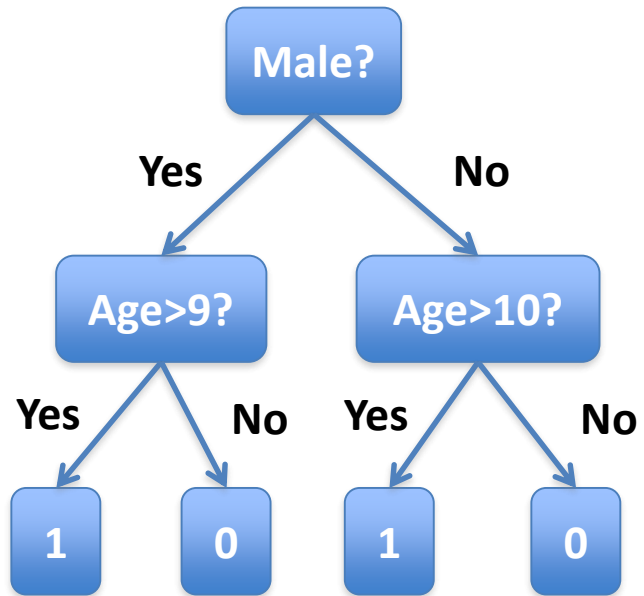 Male?
Yes
No
Age>9?
Age>10?
Yes
No
Yes
No
1
0
1
0